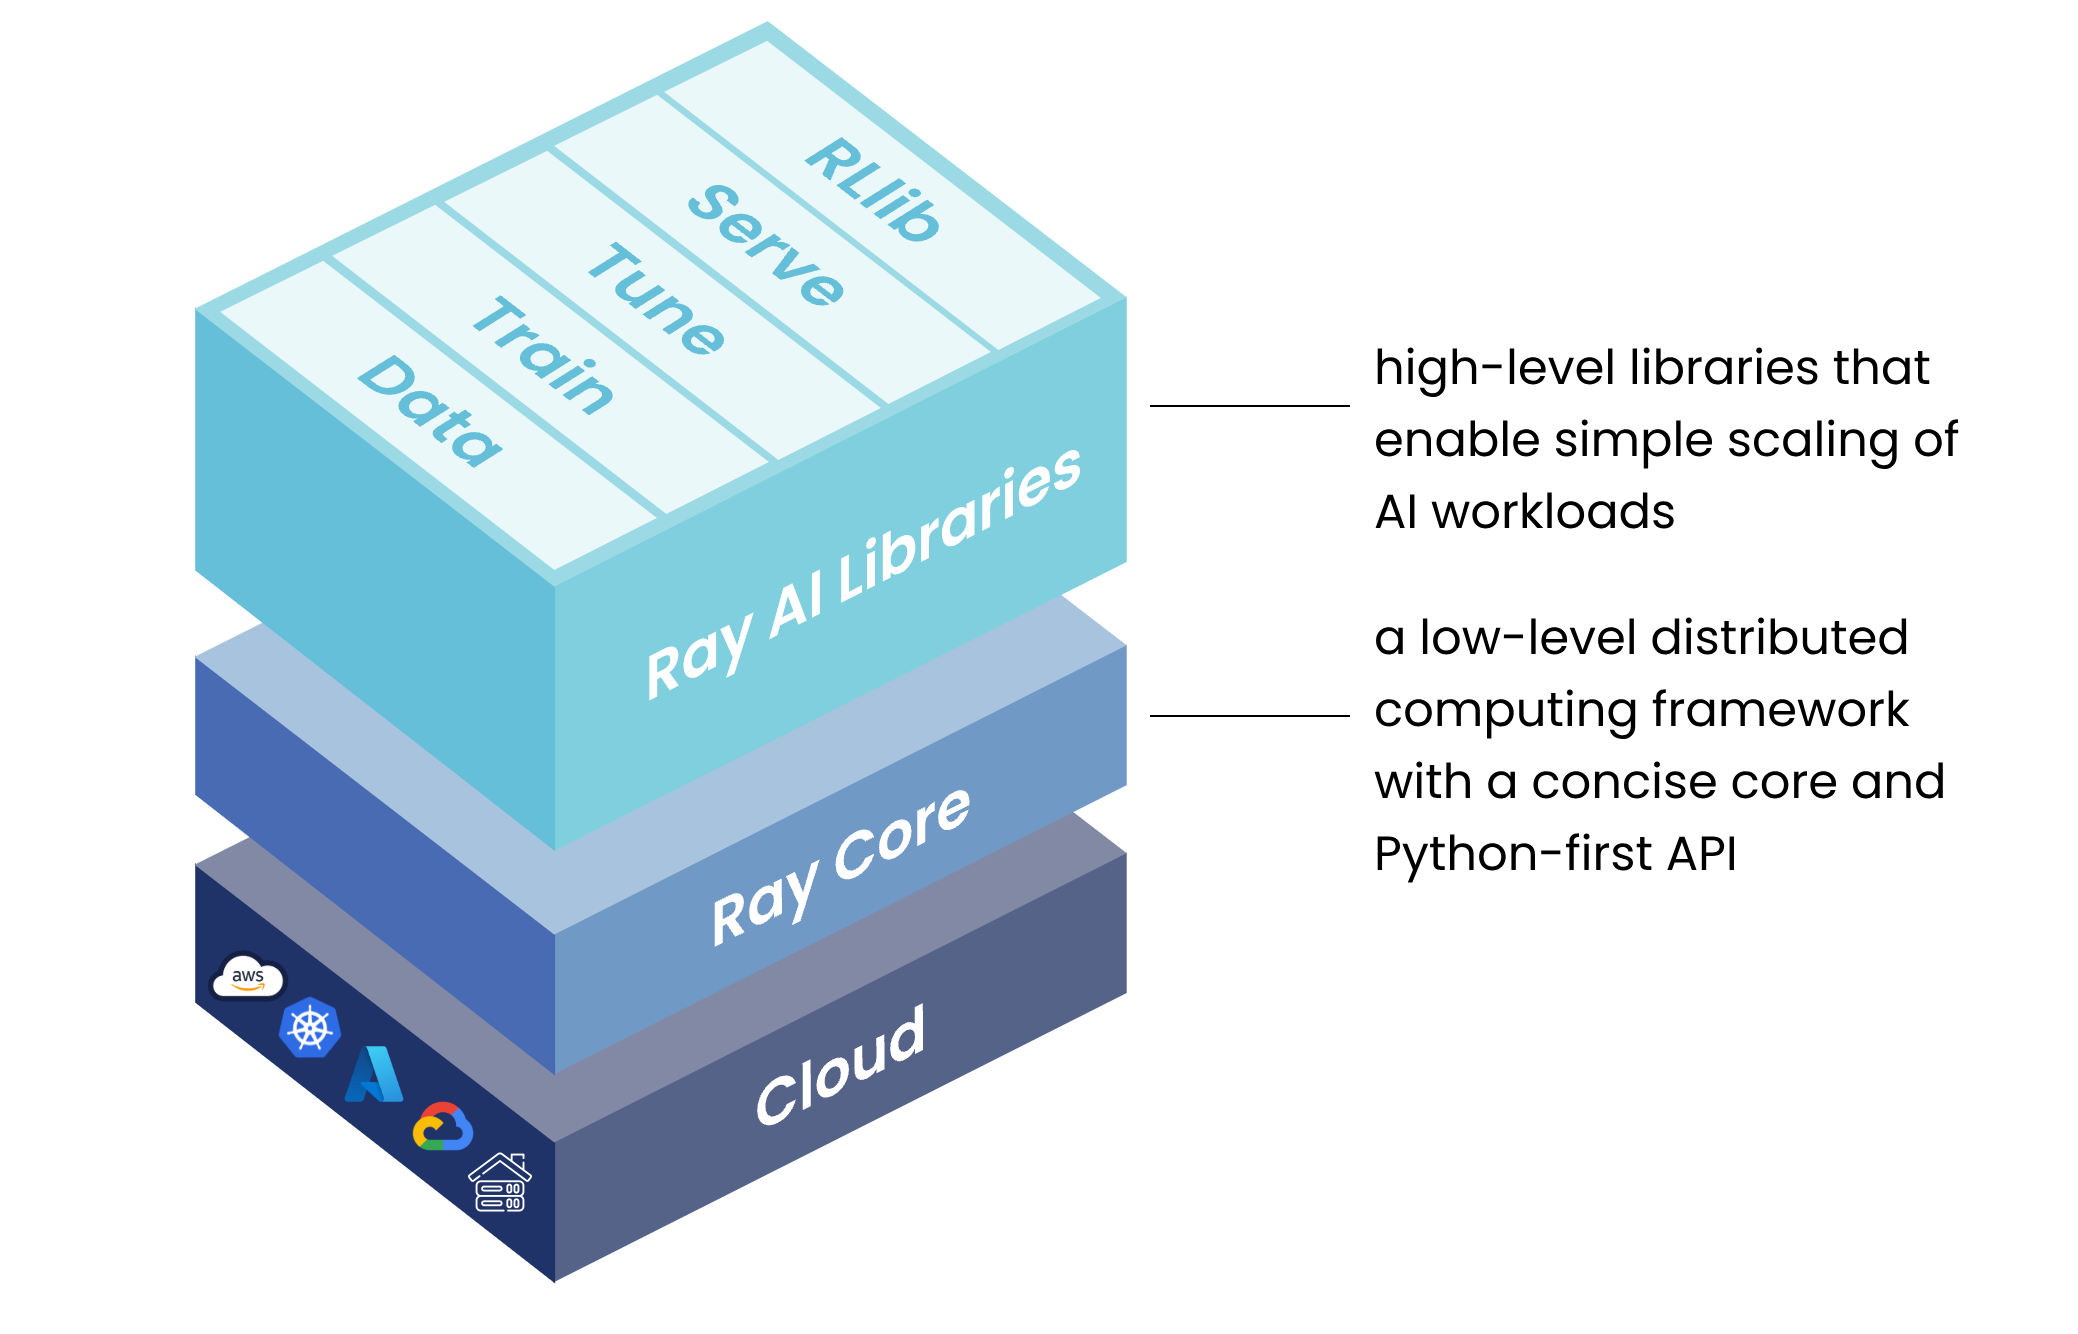 RLlib
Serve
Tune
Train
Data
Ray AI Libraries
high-level libraries that
enable simple scaling of
AI workloads
Ray Core
a low-level distributed
computing framework
with a concise core and
Python-first API
Cloud
aws